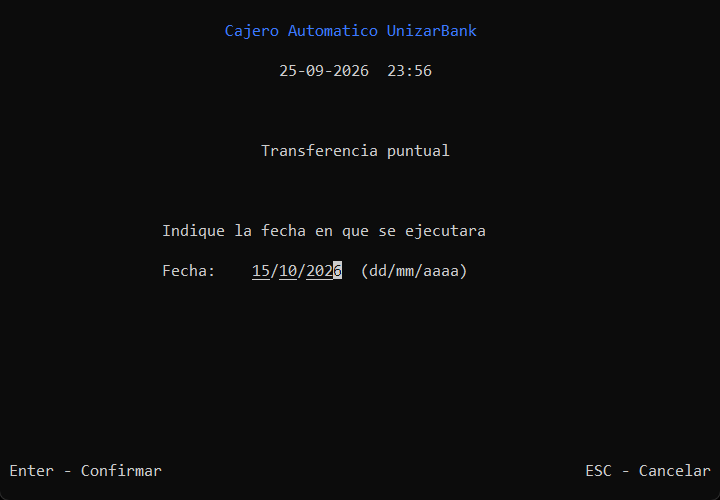 Cajero Automatico UnizarBank
25-09-2026  23:56
Transferencia puntual
Indique la fecha en que se ejecutara
Fecha:    15/10/2026  (dd/mm/aaaa)
Enter - Confirmar
ESC - Cancelar